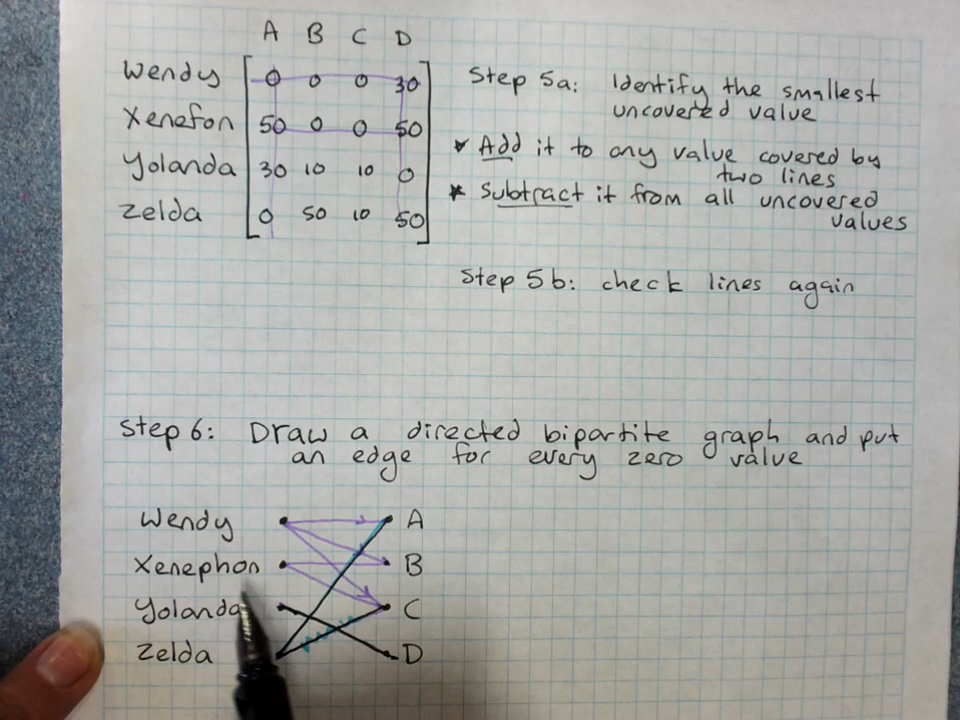 A B C D
Wendy 0 0 0 30
Xenefon 50 0 0 50
Yolanda 30 10 10 0
Zelda 0 50 10 50
Step 5a: Identify the smallest
uncovered value
* Add it to any value covered by
two lines
* Subtract it from all uncovered
values
Step 5b: check lines again
Step 6: Draw a directed bipartite graph and put
an edge for every zero value
Wendy A
Xenephon B
Yolanda C
Zelda D